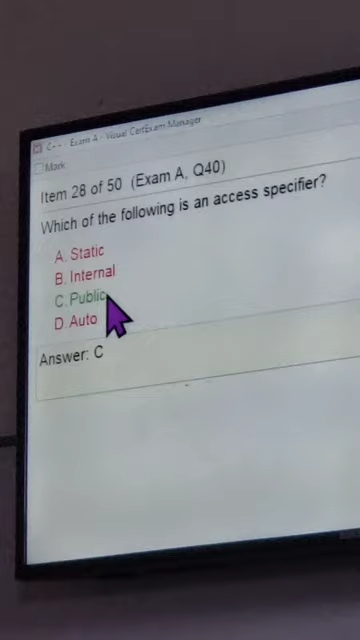 C++ - Exam A - Visual CertExam Manager
Mark
Item 28 of 50 (Exam A, Q40)
Which of the following is an access specifier?
A. Static
B. Internal
C. Public
D. Auto
Answer: C